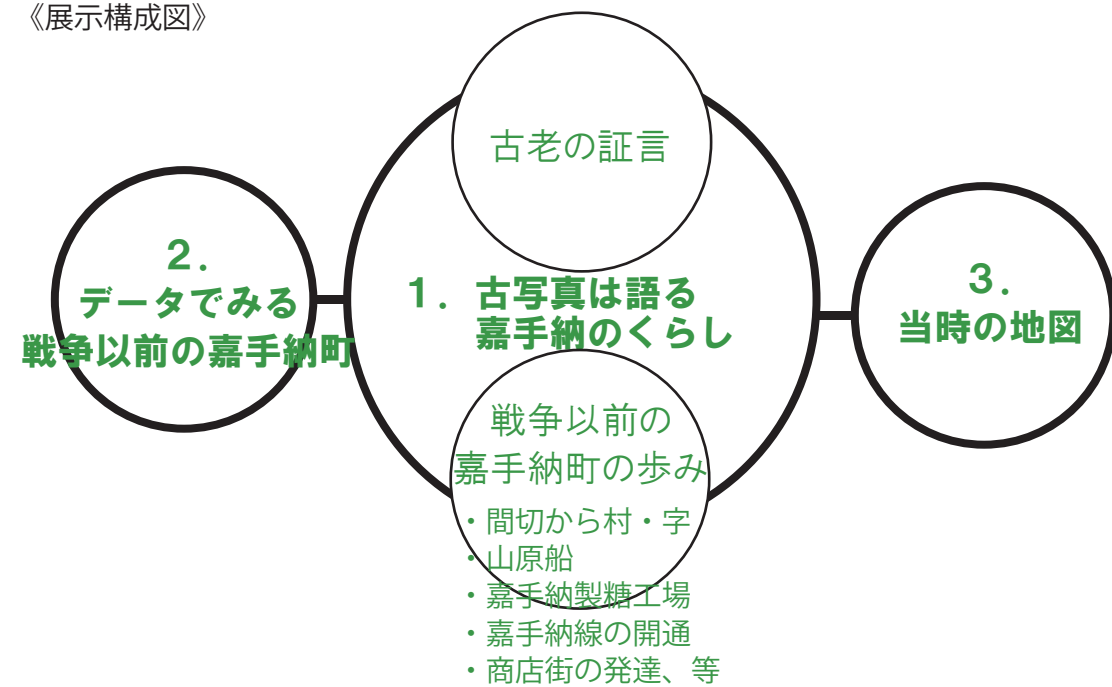 《展示構成図》
古老の証言
1．古写真は語る
嘉手納のくらし
2．
データでみる
戦争以前の嘉手納町
3．
当時の地図
戦争以前の
嘉手納町の歩み
・間切から村・字
・山原船
・嘉手納製糖工場
・嘉手納線の開通
・商店街の発達、等